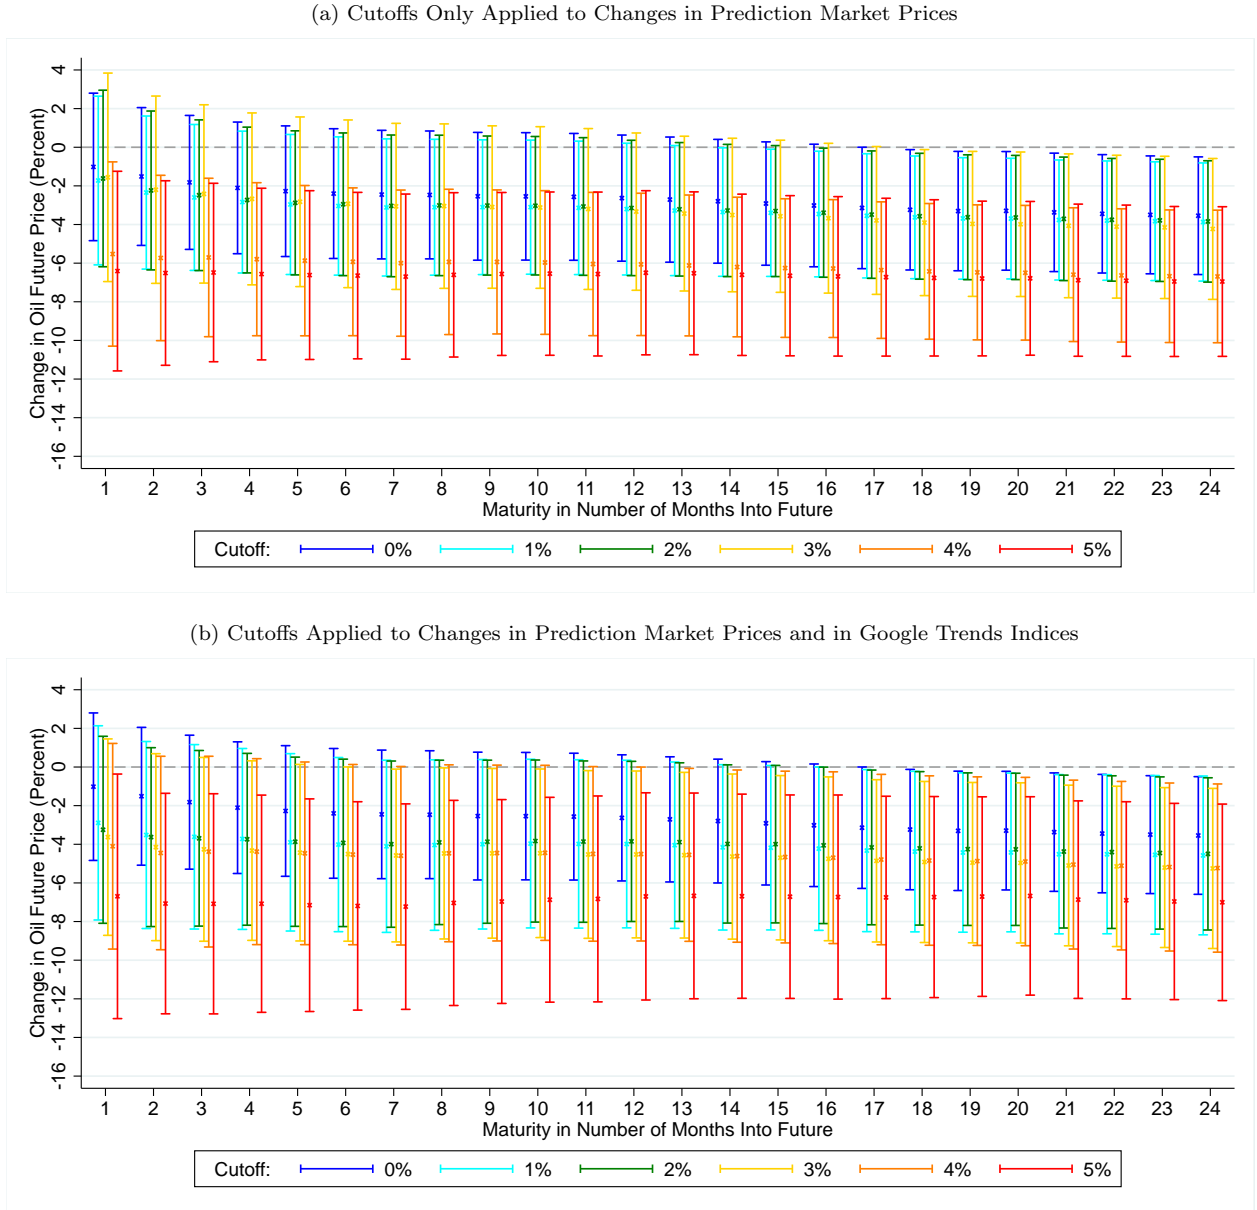 (a) Cutoffs Only Applied to Changes in Prediction Market Prices
Change in Oil Future Price (Percent)
4
2
0
-2
-4
-6
-8
-10
-12
-14
-16
1 2 3 4 5 6 7 8 9 10 11 12 13 14 15 16 17 18 19 20 21 22 23 24
Maturity in Number of Months Into Future
Cutoff: 0% 1% 2% 3% 4% 5%
(b) Cutoffs Applied to Changes in Prediction Market Prices and in Google Trends Indices
Change in Oil Future Price (Percent)
4
2
0
-2
-4
-6
-8
-10
-12
-14
-16
1 2 3 4 5 6 7 8 9 10 11 12 13 14 15 16 17 18 19 20 21 22 23 24
Maturity in Number of Months Into Future
Cutoff: 0% 1% 2% 3% 4% 5%